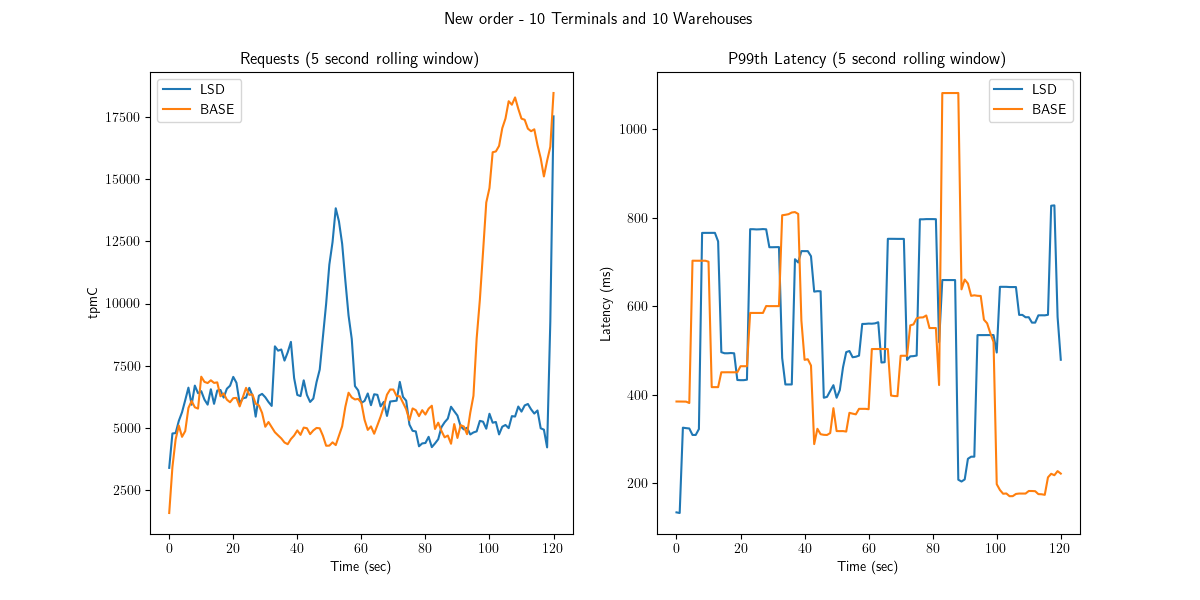 New order - 10 Terminals and 10 Warehouses
Requests (5 second rolling window)
LSD
BASE
17500
15000
12500
10000
7500
5000
2500
tpmC
0 20 40 60 80 100 120
Time (sec)
P99th Latency (5 second rolling window)
LSD
BASE
1000
800
600
400
200
Latency (ms)
0 20 40 60 80 100 120
Time (sec)